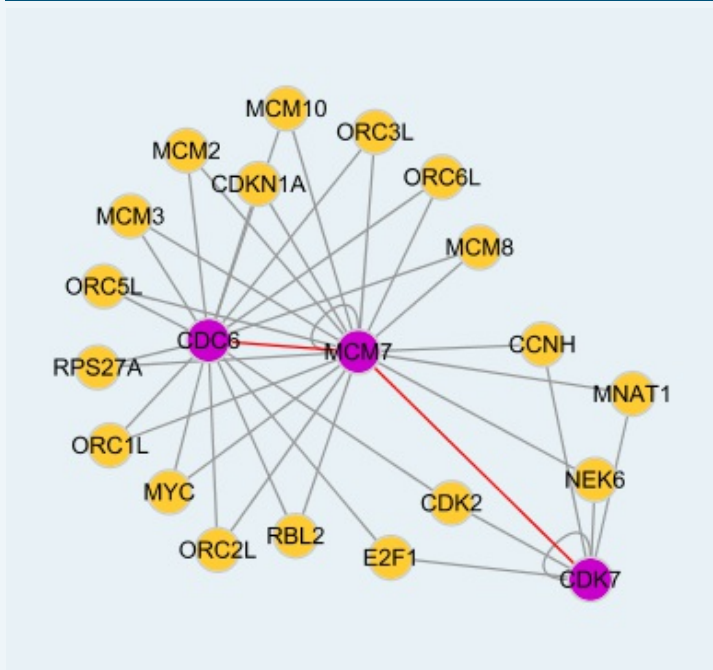 MCM10
ORC3L
MCM2
CDKN1A
ORC6L
MCM3
MCM8
ORC5L
CDC6
MCM7
CCNH
RPS27A
MNAT1
ORC1L
NEK6
MYC
CDK2
RBL2
ORC2L
E2F1
CDK7